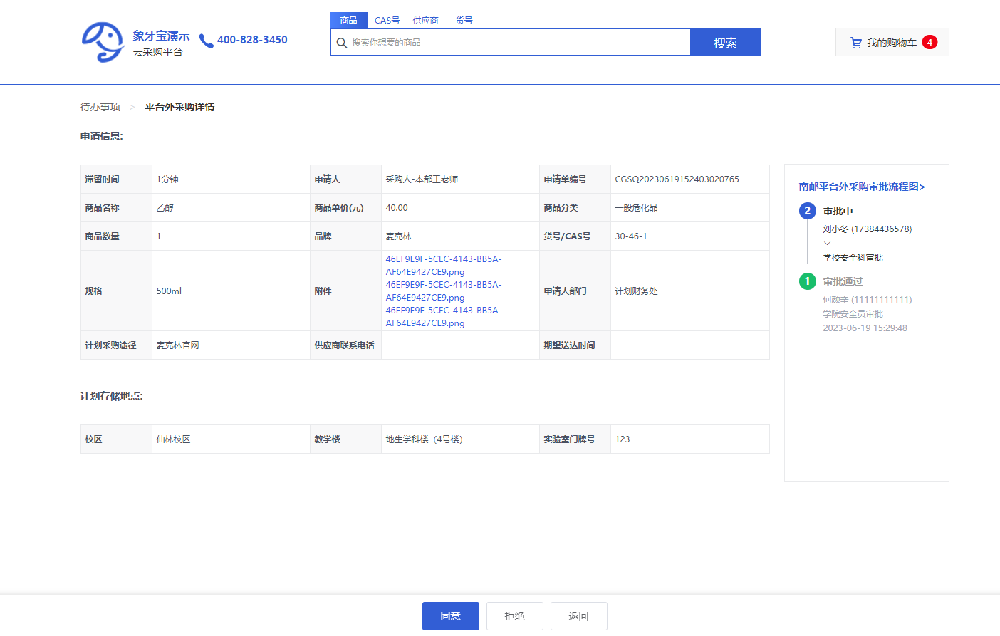 象牙宝演示
云采购平台
400-828-3450
商品 CAS号 供应商 货号
搜索你想要的商品
搜索
我的购物车 4
待办事项 > 平台外采购详情
申请信息:
滞留时间 1分钟 申请人 采购人-本部王老师 申请单编号 CGSQ20230619152403020765
商品名称 乙醇 商品单价(元) 40.00 商品分类 一般危化品
商品数量 1 品牌 麦克林 货号/CAS号 30-46-1
规格 500ml 附件
46EF9E9F-5CEC-4143-BB5A-
AF64E9427CE9.png
46EF9E9F-5CEC-4143-BB5A-
AF64E9427CE9.png
46EF9E9F-5CEC-4143-BB5A-
AF64E9427CE9.png
申请人部门 计划财务处
计划采购途径 麦克林官网 供应商联系电话 期望送达时间
计划存储地点:
校区 仙林校区 教学楼 地生学科楼（4号楼） 实验室门牌号 123
南邮平台外采购审批流程图>
2 审批中
刘小冬 (17384436578)
学校安全科审批
1 审批通过
何颜辛 (11111111111)
学院安全员审批
2023-06-19 15:29:48
同意 拒绝 返回